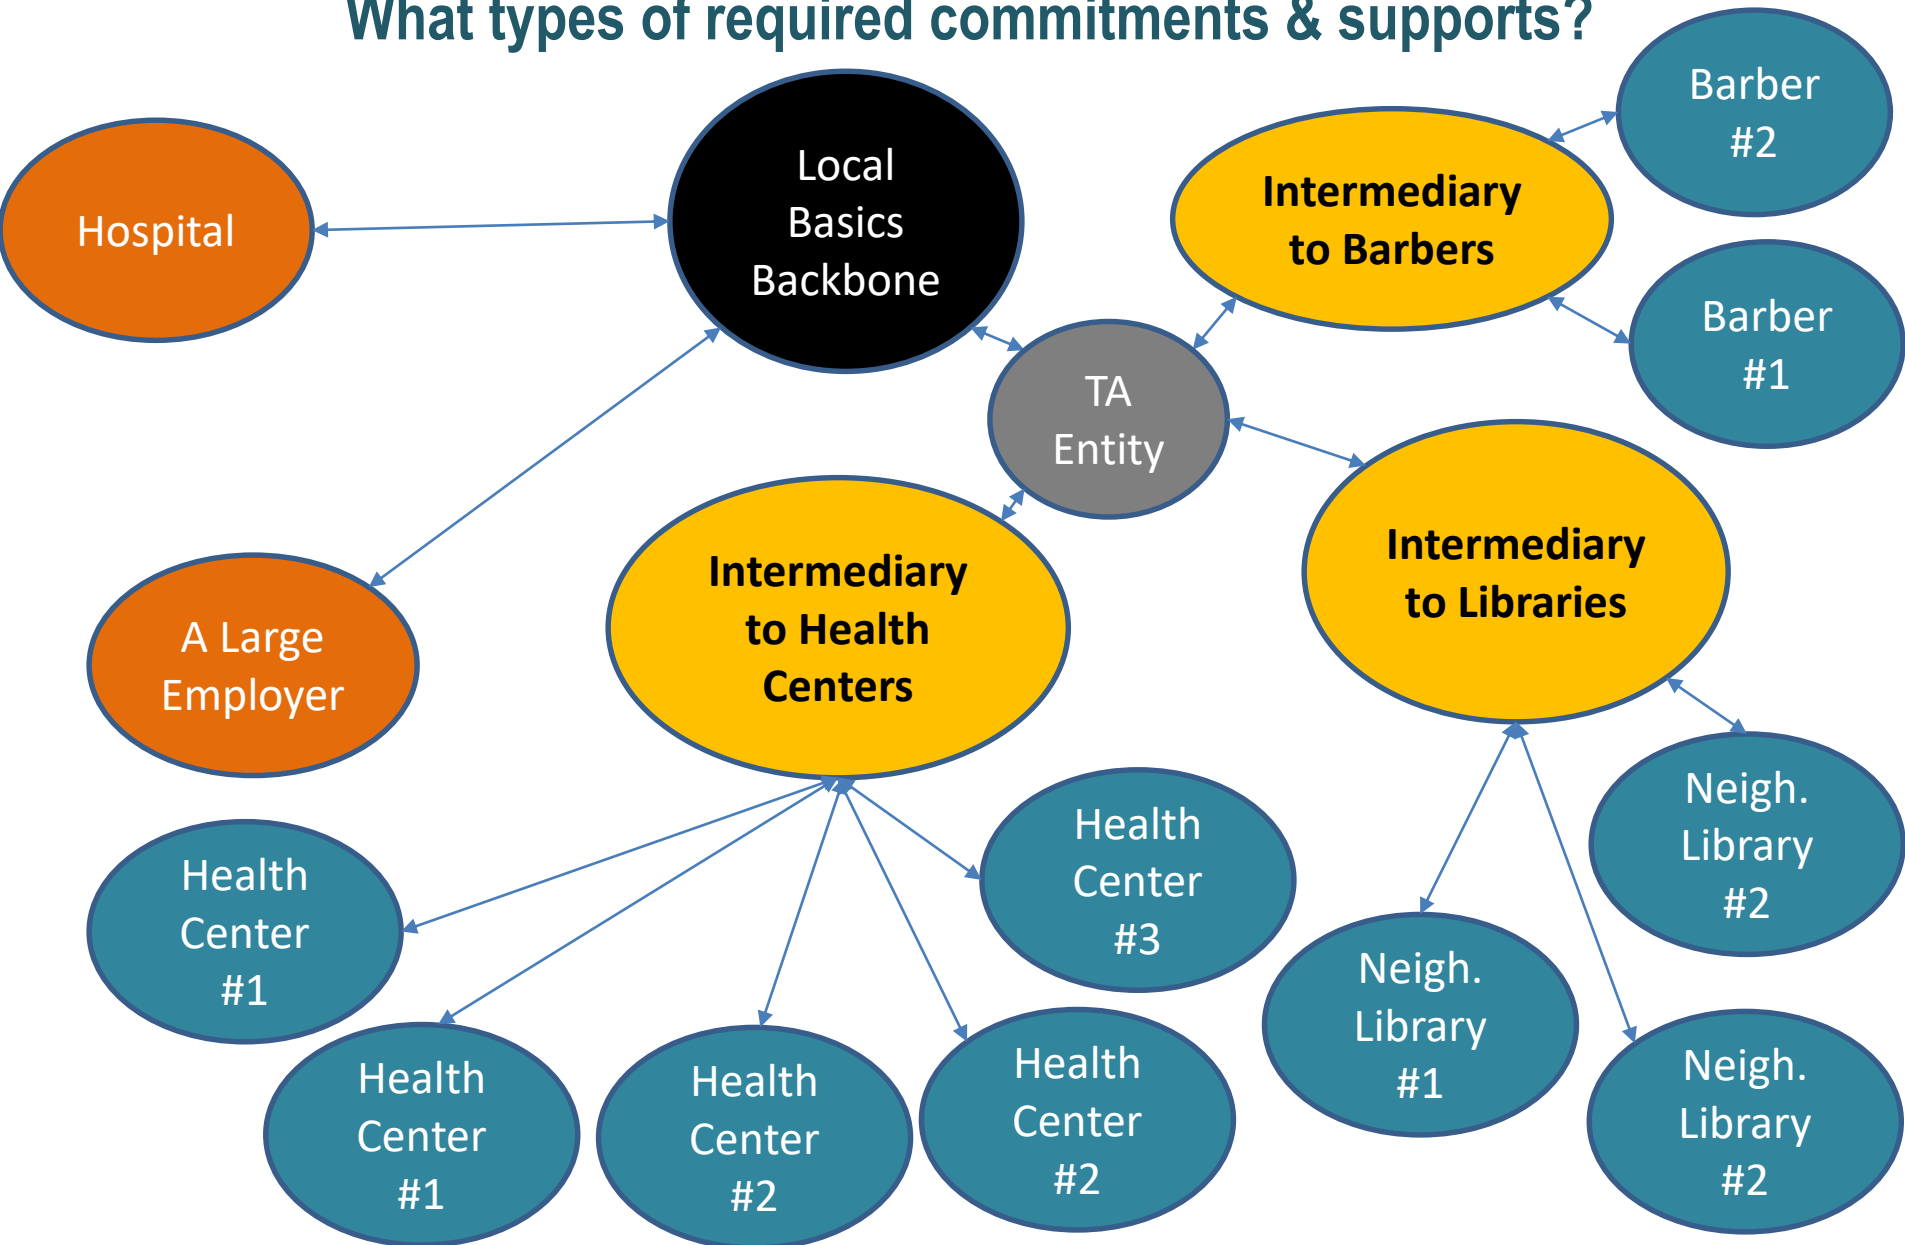 What types of required commitments & supports?
Hospital
Local
Basics
Backbone
Intermediary
to Barbers
Barber
#2
Barber
#1
TA
Entity
A Large
Employer
Intermediary
to Health
Centers
Intermediary
to Libraries
Health
Center
#1
Health
Center
#1
Health
Center
#2
Health
Center
#2
Health
Center
#3
Neigh.
Library
#1
Neigh.
Library
#2
Neigh.
Library
#2